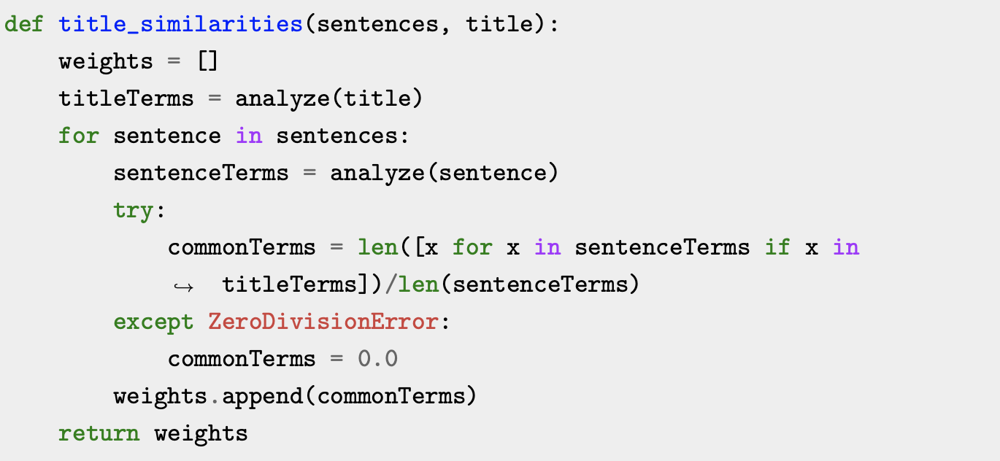 def title_similarities(sentences, title):
    weights = []
    titleTerms = analyze(title)
    for sentence in sentences:
        sentenceTerms = analyze(sentence)
        try:
            commonTerms = len([x for x in sentenceTerms if x in
            ↪  titleTerms])/len(sentenceTerms)
        except ZeroDivisionError:
            commonTerms = 0.0
        weights.append(commonTerms)
    return weights